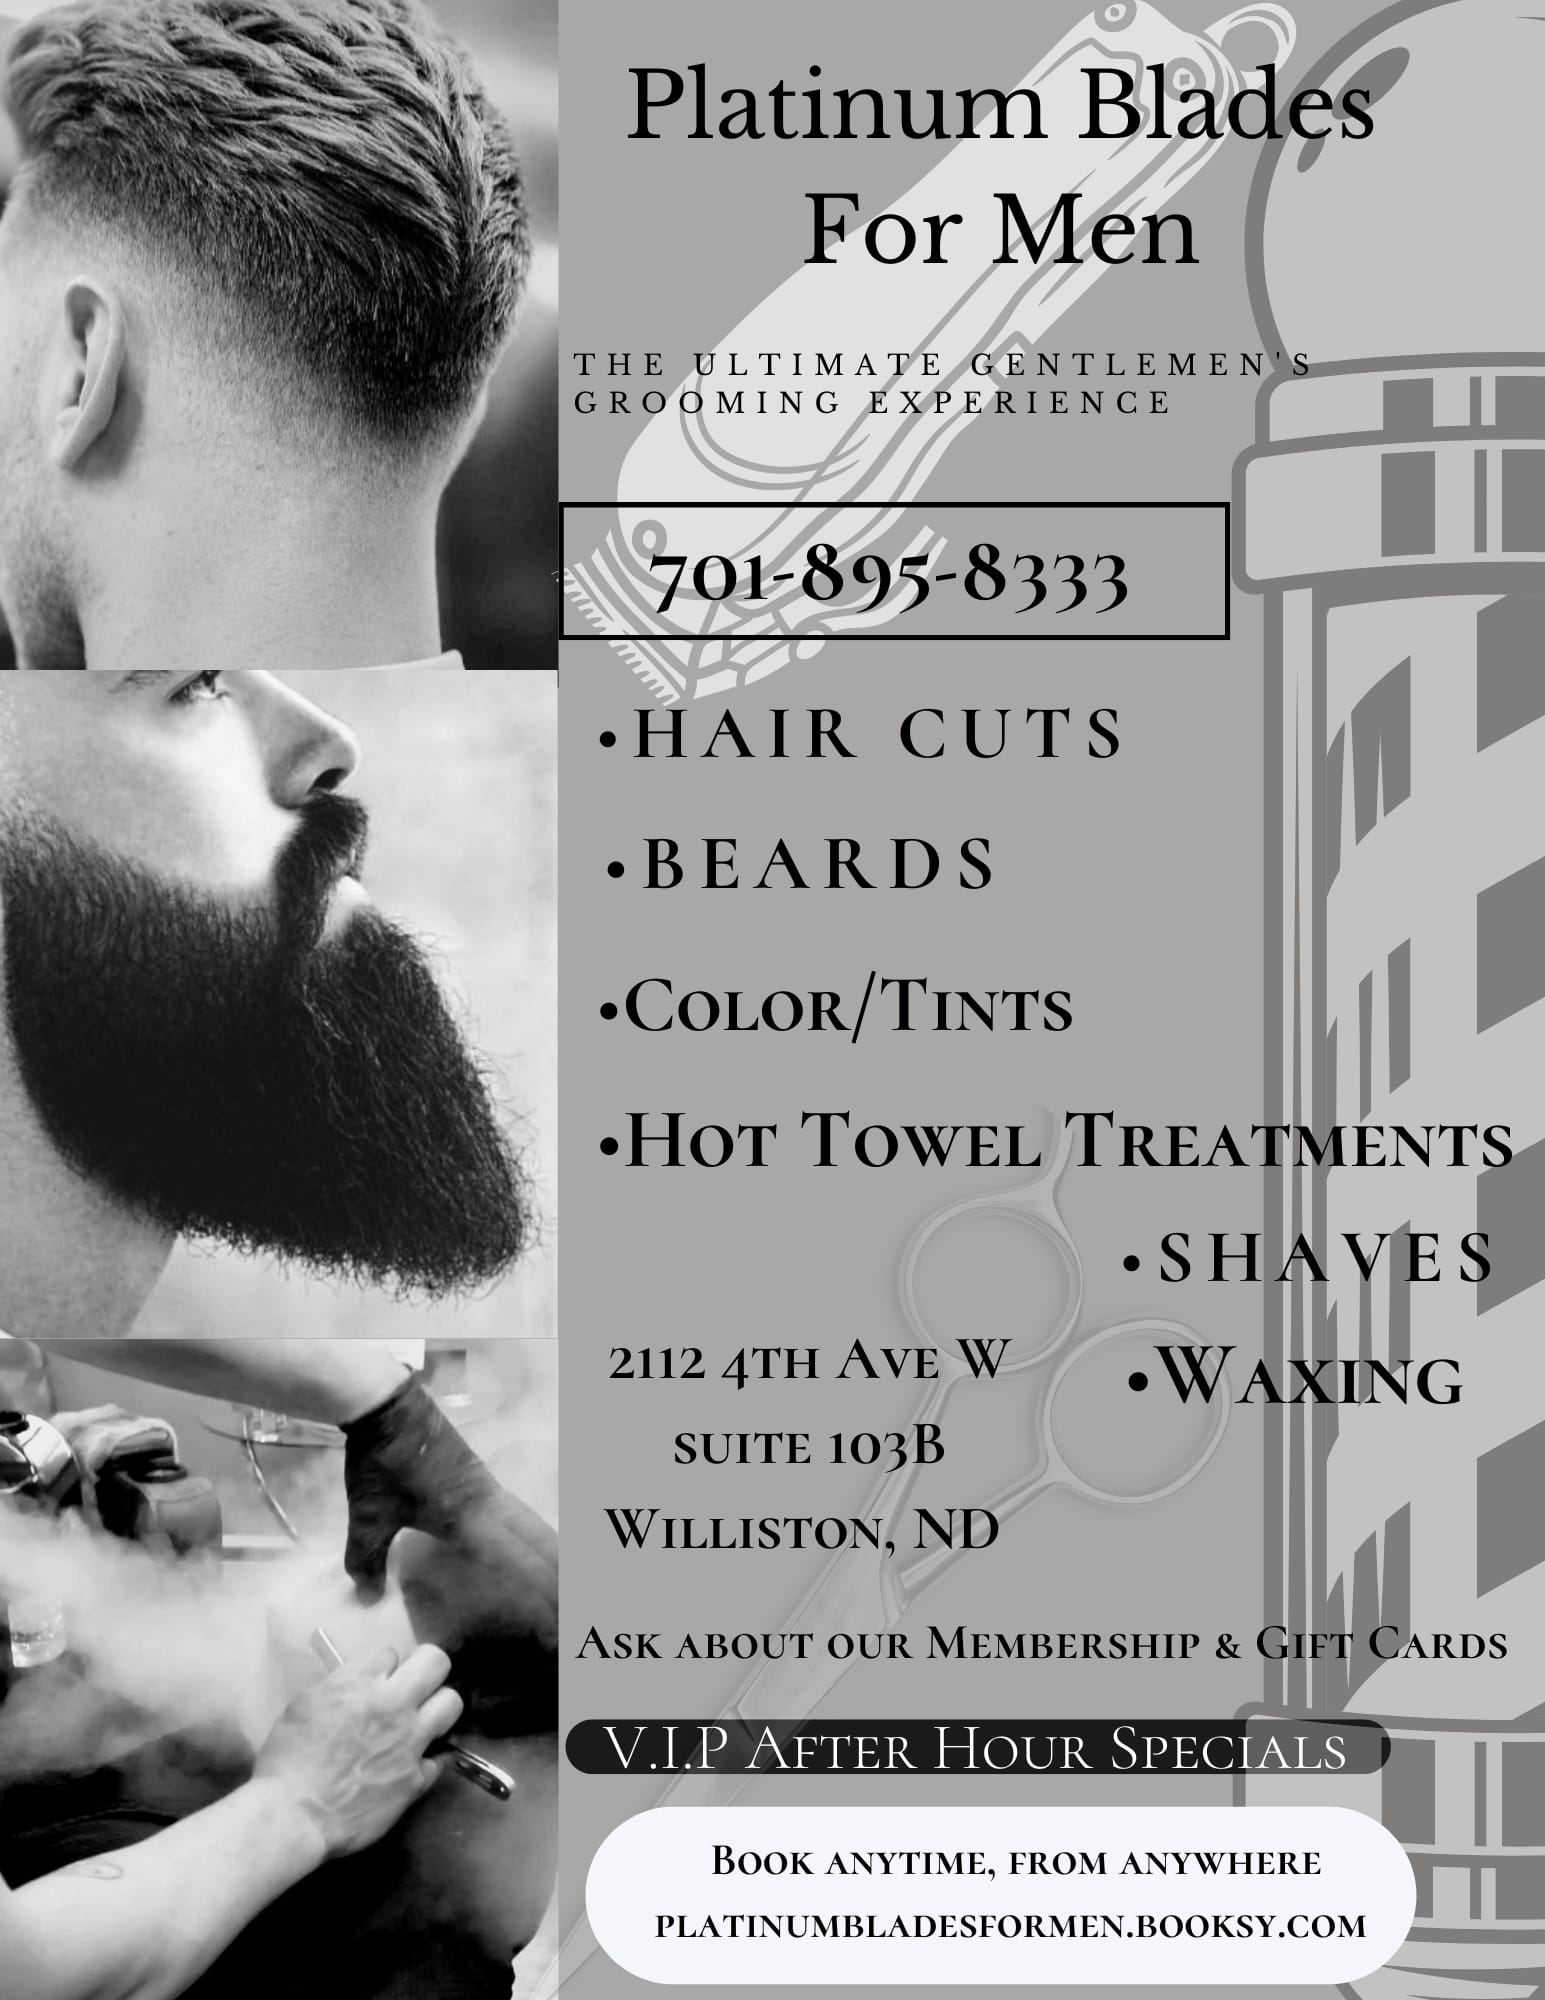 Platinum Blades
For Men
THE ULTIMATE GENTLEMEN'S
GROOMING EXPERIENCE
701-895-8333
• HAIR CUTS
• BEARDS
• Color/Tints
• Hot Towel Treatments
• SHAVES
• Waxing
2112 4th Ave W
suite 103B
Williston, ND
Ask about our Membership & Gift Cards
V.I.P After Hour Specials
Book anytime, from anywhere
platinumbladesformen.booksy.com